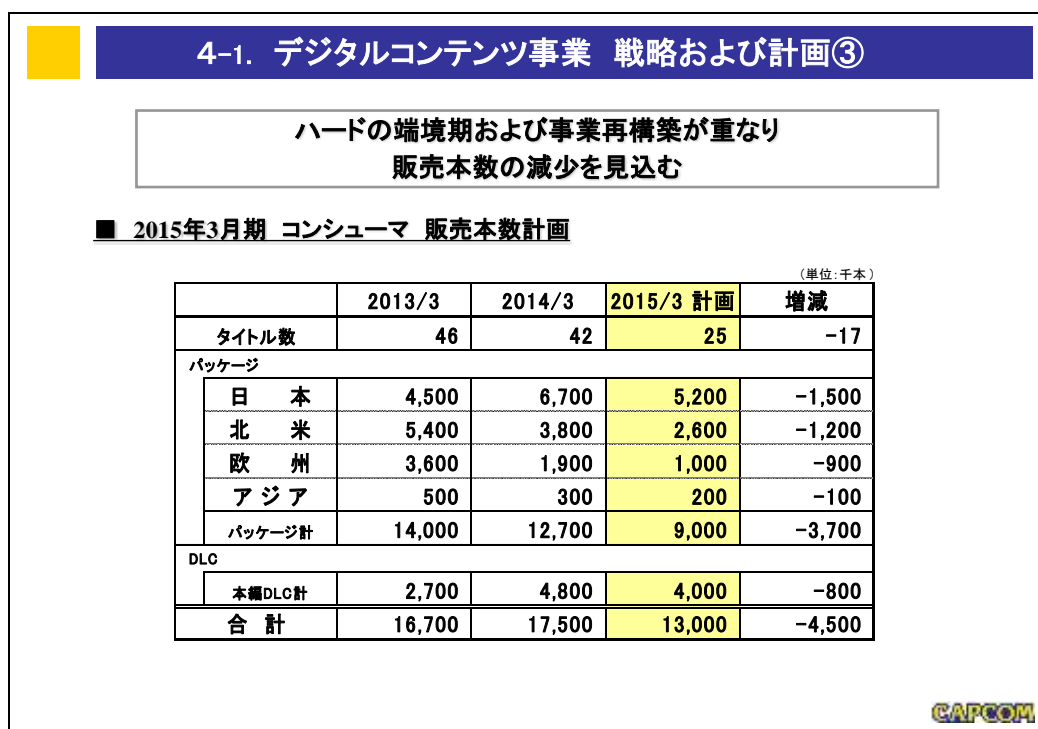 4-1. デジタルコンテンツ事業 戦略および計画③
ハードの端境期および事業再構築が重なり
販売本数の減少を見込む
■ 2015年3月期 コンシューマ 販売本数計画
（単位：千本）
2013/3 2014/3 2015/3 計画 増減
タイトル数 46 42 25 -17
パッケージ
日 本 4,500 6,700 5,200 -1,500
北 米 5,400 3,800 2,600 -1,200
欧 州 3,600 1,900 1,000 -900
アジア 500 300 200 -100
パッケージ計 14,000 12,700 9,000 -3,700
DLC
本編DLC計 2,700 4,800 4,000 -800
合 計 16,700 17,500 13,000 -4,500
CAPCOM